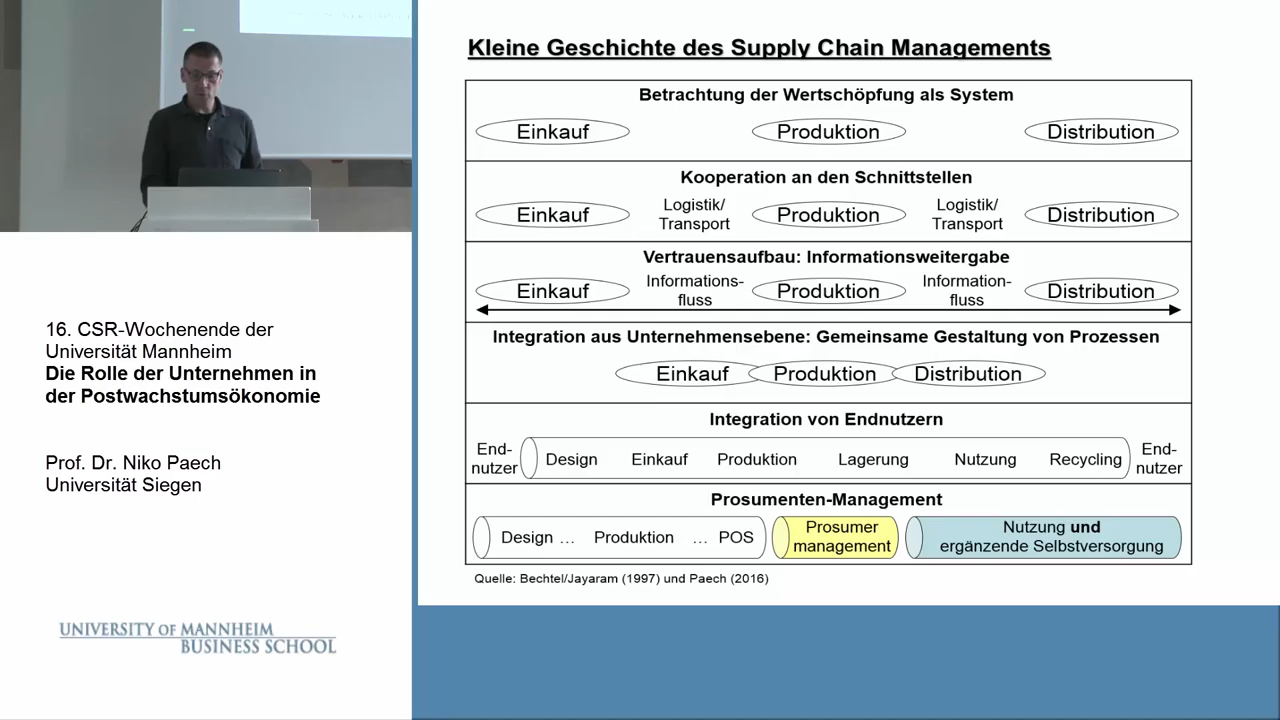 Kleine Geschichte des Supply Chain Managements
Betrachtung der Wertschöpfung als System
Einkauf Produktion Distribution
Kooperation an den Schnittstellen
Einkauf Logistik/ Produktion Logistik/ Distribution
Transport Transport
Vertrauensaufbau: Informationsweitergabe
Einkauf Informations- Produktion Information- Distribution
fluss fluss
Integration aus Unternehmensebene: Gemeinsame Gestaltung von Prozessen
Einkauf Produktion Distribution
Integration von Endnutzern
End- Design Einkauf Produktion Lagerung Nutzung Recycling End-
nutzer nutzer
Prosumenten-Management
Design … Produktion … POS Prosumer Nutzung und
management ergänzende Selbstversorgung
Quelle: Bechtel/Jayaram (1997) und Paech (2016)
16. CSR-Wochenende der
Universität Mannheim
Die Rolle der Unternehmen in
der Postwachstumsökonomie
Prof. Dr. Niko Paech
Universität Siegen
UNIVERSITY OF MANNHEIM
BUSINESS SCHOOL